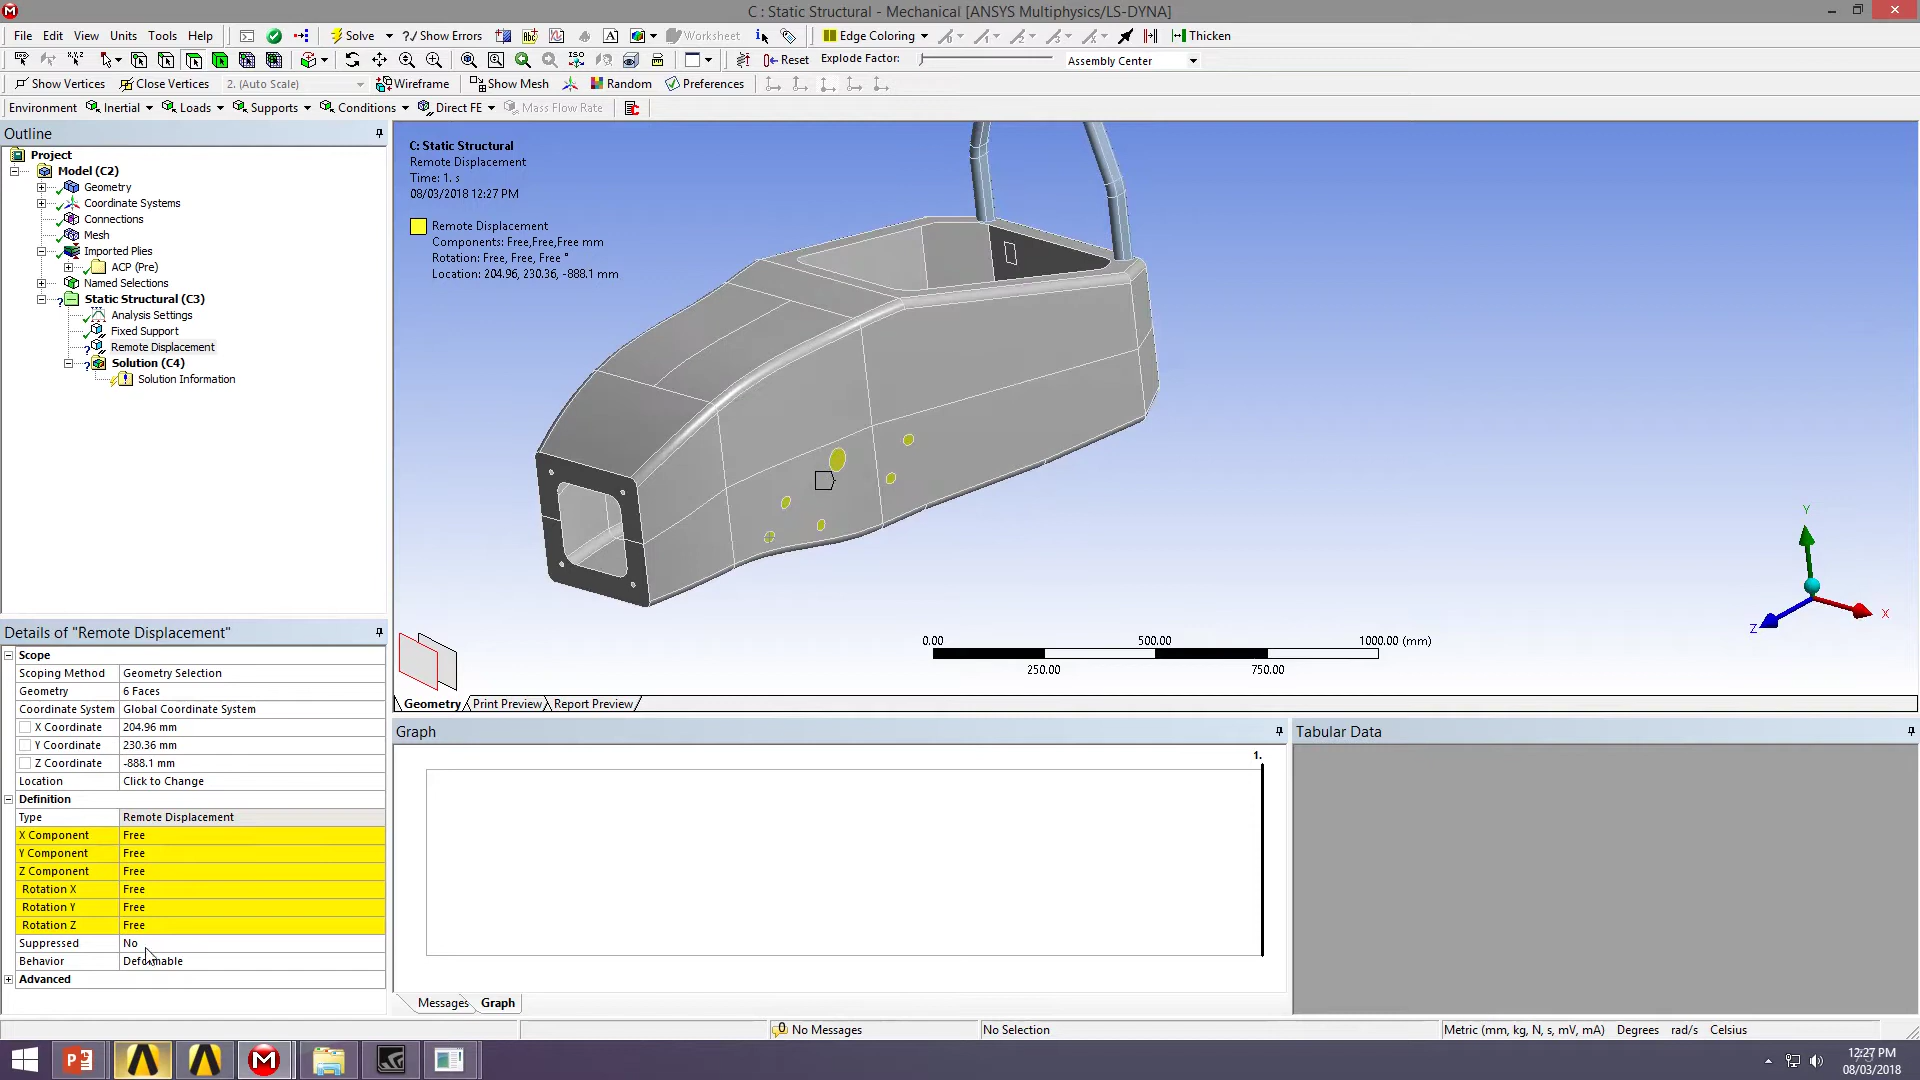 C : Static Structural - Mechanical [ANSYS Multiphysics/LS-DYNA]
File Edit View Units Tools Help Solve ?/ Show Errors Worksheet Edge Coloring Thicken
Reset Explode Factor: Assembly Center
Show Vertices Close Vertices 2. (Auto Scale) Wireframe Show Mesh Random Preferences
Environment Inertial Loads Supports Conditions Direct FE Mass Flow Rate
Outline
Project
Model (C2)
Geometry
Coordinate Systems
Connections
Mesh
Imported Plies
ACP (Pre)
Named Selections
Static Structural (C3)
Analysis Settings
Fixed Support
Remote Displacement
Solution (C4)
Solution Information
C: Static Structural
Remote Displacement
Time: 1. s
08/03/2018 12:27 PM
Remote Displacement
Components: Free,Free,Free mm
Rotation: Free, Free, Free °
Location: 204.96, 230.36, -888.1 mm
Y
X
Z
0.00 500.00 1000.00 (mm)
250.00 750.00
Geometry Print Preview Report Preview
Details of "Remote Displacement"
Scope
Scoping Method Geometry Selection
Geometry 6 Faces
Coordinate System Global Coordinate System
X Coordinate 204.96 mm
Y Coordinate 230.36 mm
Z Coordinate -888.1 mm
Location Click to Change
Definition
Type Remote Displacement
X Component Free
Y Component Free
Z Component Free
Rotation X Free
Rotation Y Free
Rotation Z Free
Suppressed No
Behavior Deformable
Advanced
Graph
1.
Messages Graph
Tabular Data
No Messages No Selection Metric (mm, kg, N, s, mV, mA) Degrees rad/s Celsius
12:27 PM
08/03/2018